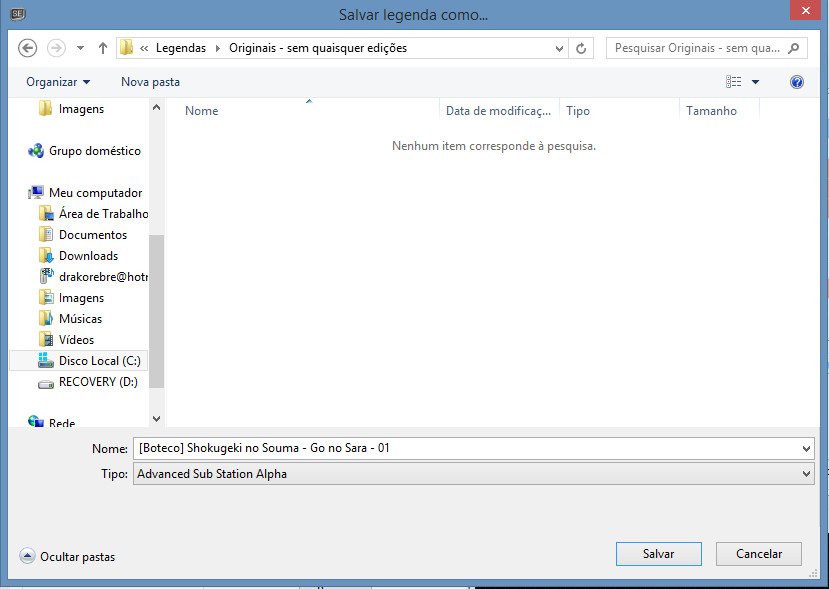 SE
Salvar legenda como...
« Legendas Originais - sem quaisquer edições
Pesquisar Originais - sem qua...
Organizar
Nova pasta
Imagens
Grupo doméstico
Meu computador
Área de Trabalho
Documentos
Downloads
drakorebre@hotr
Imagens
Músicas
Vídeos
Disco Local (C:)
RECOVERY (D:)
Rede
Nome Data de modificaç... Tipo Tamanho
Nenhum item corresponde à pesquisa.
Nome: [Boteco] Shokugeki no Souma - Go no Sara - 01
Tipo: Advanced Sub Station Alpha
Ocultar pastas
Salvar
Cancelar